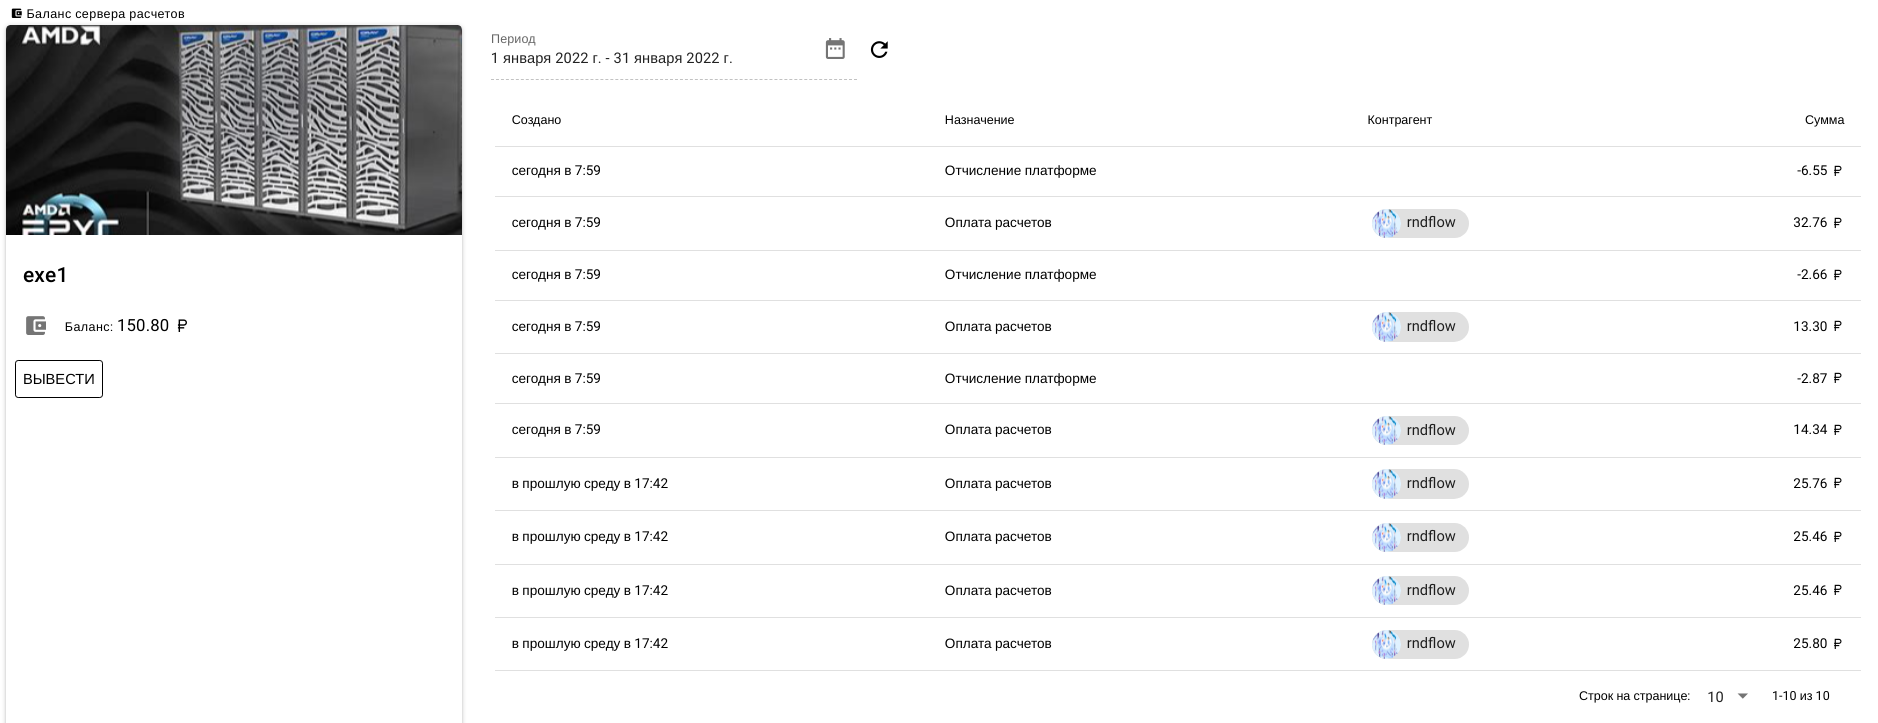 Баланс сервера расчетов
AMD
AMD
EPYC
exe1
Баланс: 150.80 ₽
ВЫВЕСТИ
Период
1 января 2022 г. - 31 января 2022 г.
Создано Назначение Контрагент Сумма
сегодня в 7:59 Отчисление платформе -6.55 ₽
сегодня в 7:59 Оплата расчетов rndflow 32.76 ₽
сегодня в 7:59 Отчисление платформе -2.66 ₽
сегодня в 7:59 Оплата расчетов rndflow 13.30 ₽
сегодня в 7:59 Отчисление платформе -2.87 ₽
сегодня в 7:59 Оплата расчетов rndflow 14.34 ₽
в прошлую среду в 17:42 Оплата расчетов rndflow 25.76 ₽
в прошлую среду в 17:42 Оплата расчетов rndflow 25.46 ₽
в прошлую среду в 17:42 Оплата расчетов rndflow 25.46 ₽
в прошлую среду в 17:42 Оплата расчетов rndflow 25.80 ₽
Строк на странице: 10 1-10 из 10